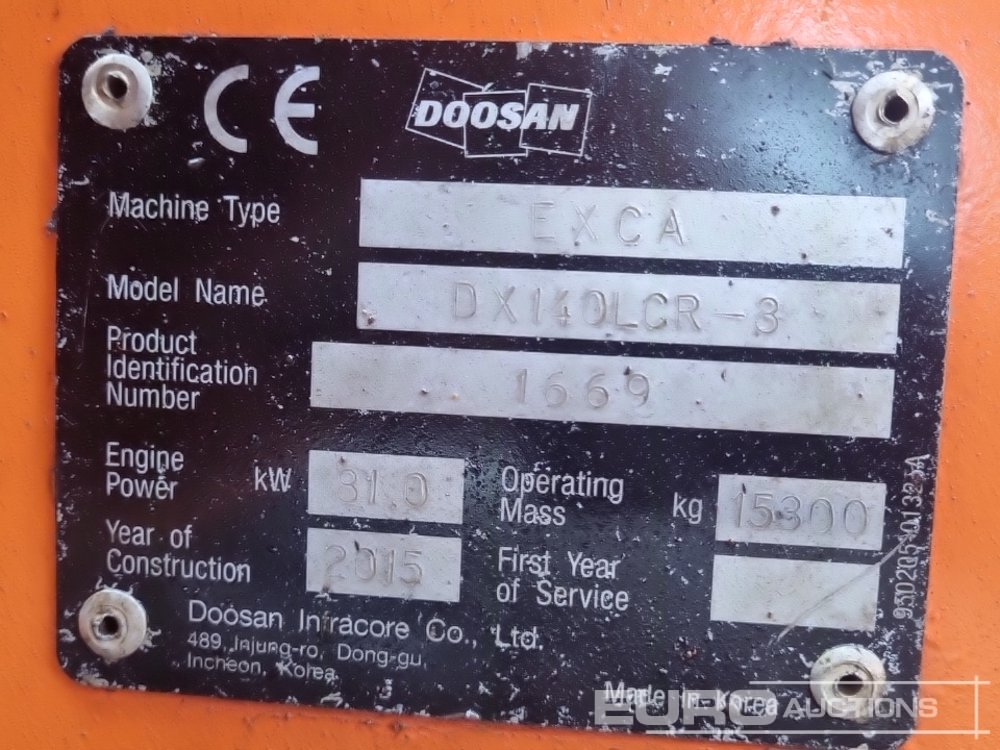 CE
DOOSAN
Machine Type EXCA
Model Name DX140LCR-3
Product
Identification
Number 1669
Engine
Power kW 81.0
Operating
Mass kg 15300
Year of
Construction 2015
First Year
of Service
Doosan Infracore Co., Ltd.
489, Injung-ro, Dong-gu,
Incheon, Korea
Made in Korea
EURO AUCTIONS